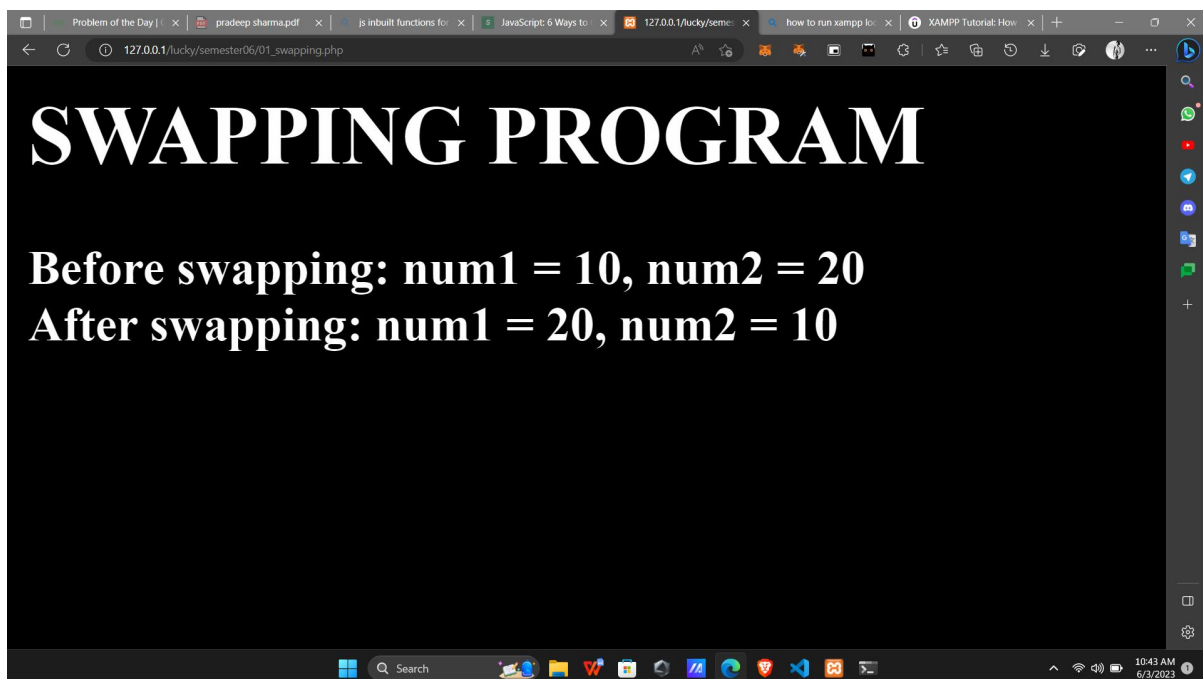 Problem of the Day | G
pradeep sharma.pdf
js inbuilt functions for
JavaScript: 6 Ways to
127.0.0.1/lucky/semes
how to run xampp loc
XAMPP Tutorial: How
127.0.0.1/lucky/semester06/01_swapping.php
SWAPPING PROGRAM
Before swapping: num1 = 10, num2 = 20
After swapping: num1 = 20, num2 = 10
Search
10:43 AM
6/3/2023